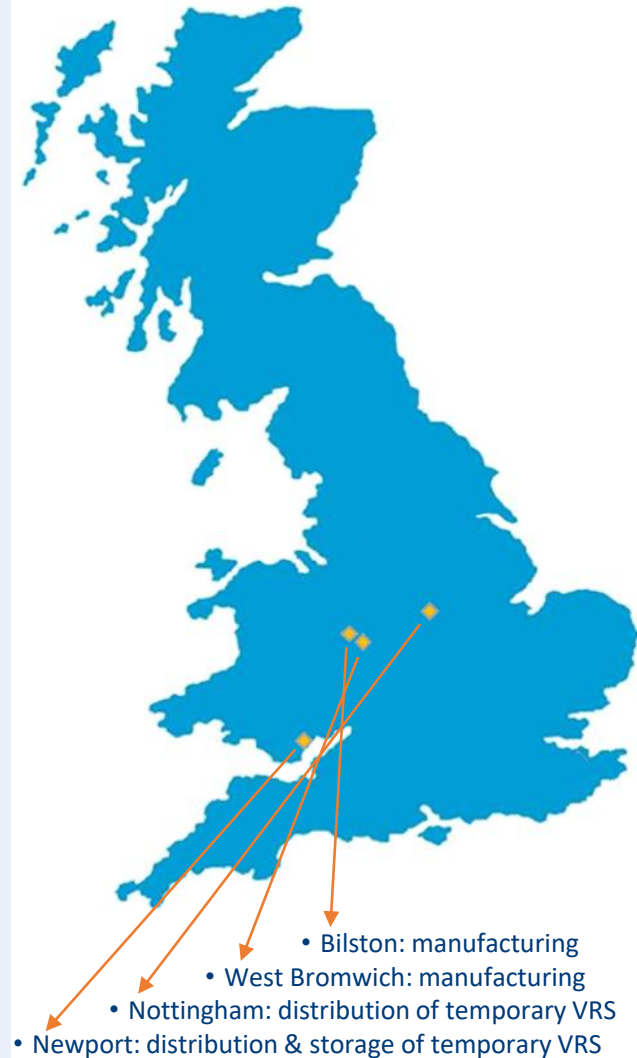 • Bilston: manufacturing
• West Bromwich: manufacturing
• Nottingham: distribution of temporary VRS
• Newport: distribution & storage of temporary VRS